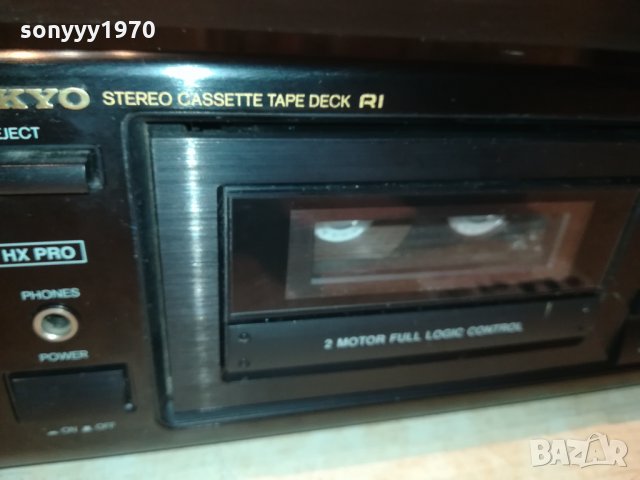 sonyyy1970
KYO STEREO CASSETTE TAPE DECK RI
EJECT
HX PRO
PHONES
POWER
ON OFF
2 MOTOR FULL LOGIC CONTROL
BAZAR